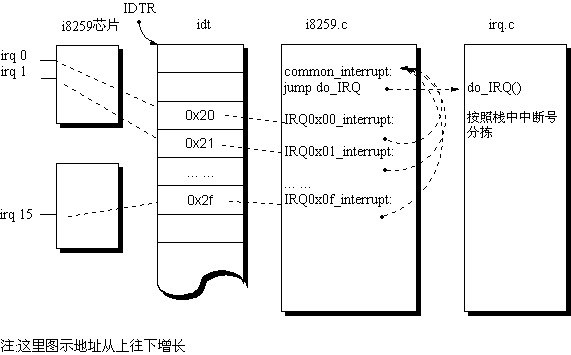 IDTR
i8259芯片
idt
i8259.c
irq.c
irq 0
irq 1
common_interrupt:
jump do_IRQ
do_IRQ()
0x20
IRQ0x00_interrupt:
按照栈中中断号
分拣
0x21
IRQ0x01_interrupt:
... ...
... ...
0x2f
IRQ0x0f_interrupt:
irq 15
注:这里图示地址从上往下增长